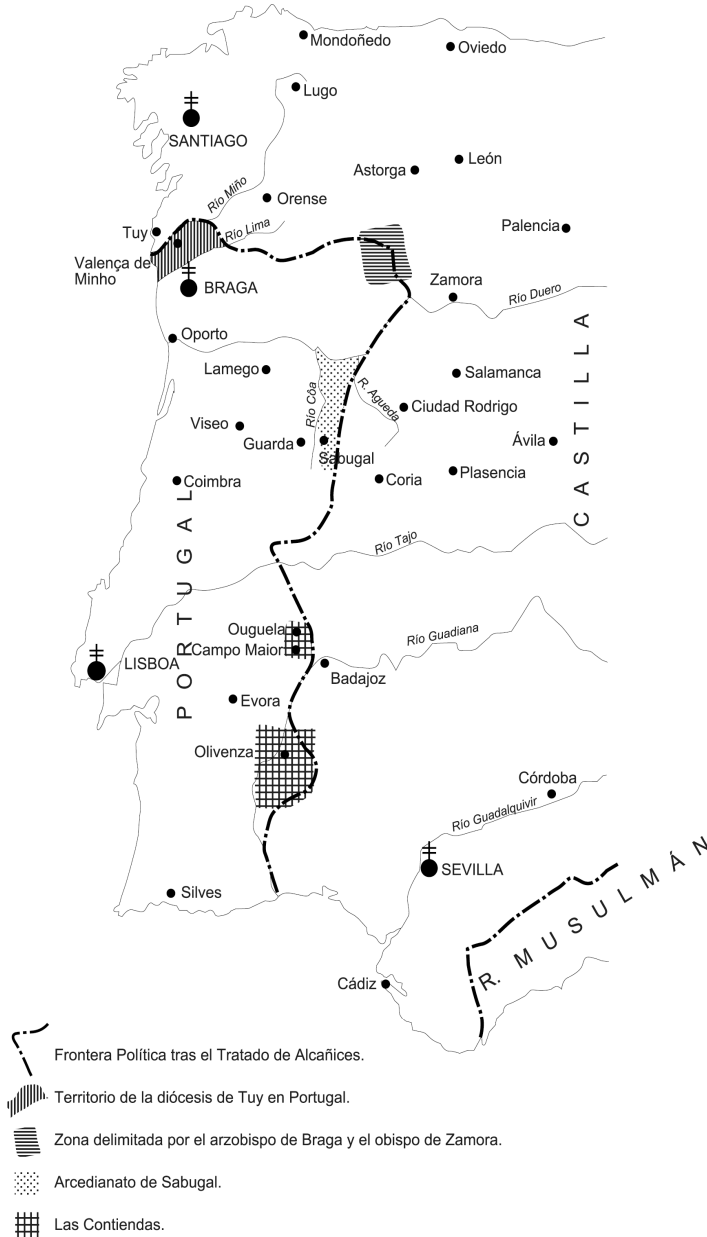 Mondoñedo
Oviedo
Lugo
SANTIAGO
León
Astorga
Río Miño
Orense
Tuy
Río Lima
Palencia
Valença de
Minho
BRAGA
Zamora
Río Duero
Oporto
Lamego
R. Agueda
Salamanca
Río Côa
Ciudad Rodrigo
Viseo
Guarda
Sabugal
Ávila
Coimbra
Coria
Plasencia
CASTILLA
PORTUGAL
Río Tajo
Ouguela
Campo Maior
Río Guadiana
LISBOA
Badajoz
Evora
Olivenza
Córdoba
Río Guadalquivir
SEVILLA
Silves
R. MUSULMÁN
Cádiz
Frontera Política tras el Tratado de Alcañices.
Territorio de la diócesis de Tuy en Portugal.
Zona delimitada por el arzobispo de Braga y el obispo de Zamora.
Arcedianato de Sabugal.
Las Contiendas.